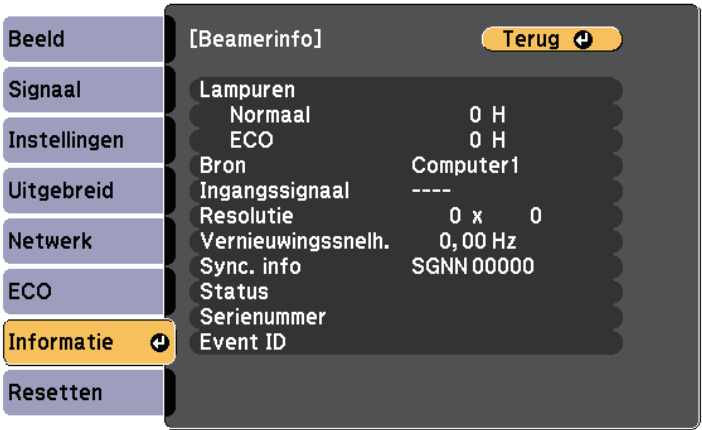 Beeld
Signaal
Instellingen
Uitgebreid
Netwerk
ECO
Informatie
Resetten
[Beamerinfo] Terug
Lampuren
Normaal 0 H
ECO 0 H
Bron Computer1
Ingangssignaal ----
Resolutie 0 x 0
Vernieuwingssnelh. 0,00 Hz
Sync. info SGNN 00000
Status
Serienummer
Event ID